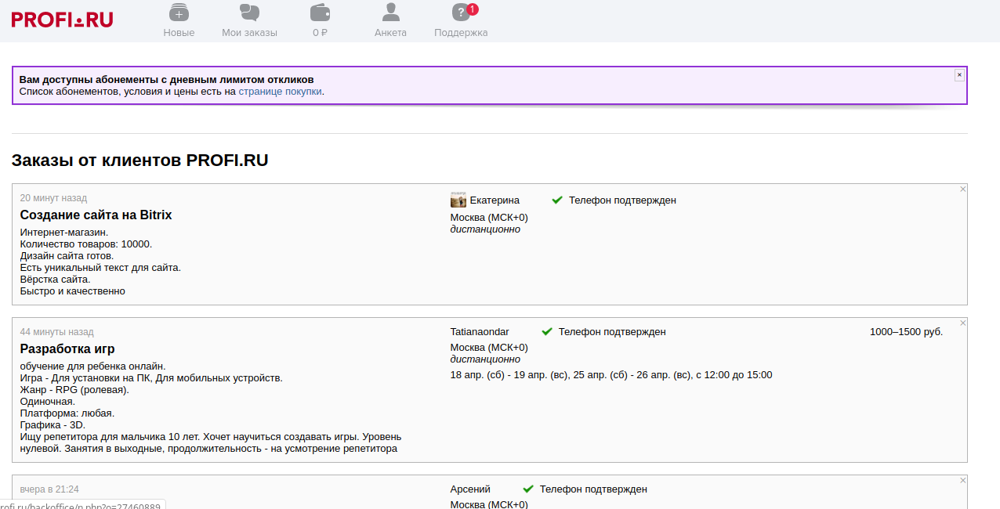 PROFI.RU
Новые
Мои заказы
0 ₽
Анкета
?
1
Поддержка
Вам доступны абонементы с дневным лимитом откликов
Список абонементов, условия и цены есть на странице покупки.
Заказы от клиентов PROFI.RU
20 минут назад
Создание сайта на Bitrix
Интернет-магазин.
Количество товаров: 10000.
Дизайн сайта готов.
Есть уникальный текст для сайта.
Вёрстка сайта.
Быстро и качественно
Екатерина
Телефон подтвержден
Москва (МСК+0)
дистанционно
44 минуты назад
Разработка игр
обучение для ребенка онлайн.
Игра - Для установки на ПК, Для мобильных устройств.
Жанр - RPG (ролевая).
Одиночная.
Платформа: любая.
Графика - 3D.
Ищу репетитора для мальчика 10 лет. Хочет научиться создавать игры. Уровень
нулевой. Занятия в выходные, продолжительность - на усмотрение репетитора
Tatianaondar
Телефон подтвержден
1000–1500 руб.
Москва (МСК+0)
дистанционно
18 апр. (сб) - 19 апр. (вс), 25 апр. (сб) - 26 апр. (вс), с 12:00 до 15:00
вчера в 21:24
Арсений
Телефон подтвержден
Москва (МСК+0)
rofi.ru/backoffice/n.php?o=27460889